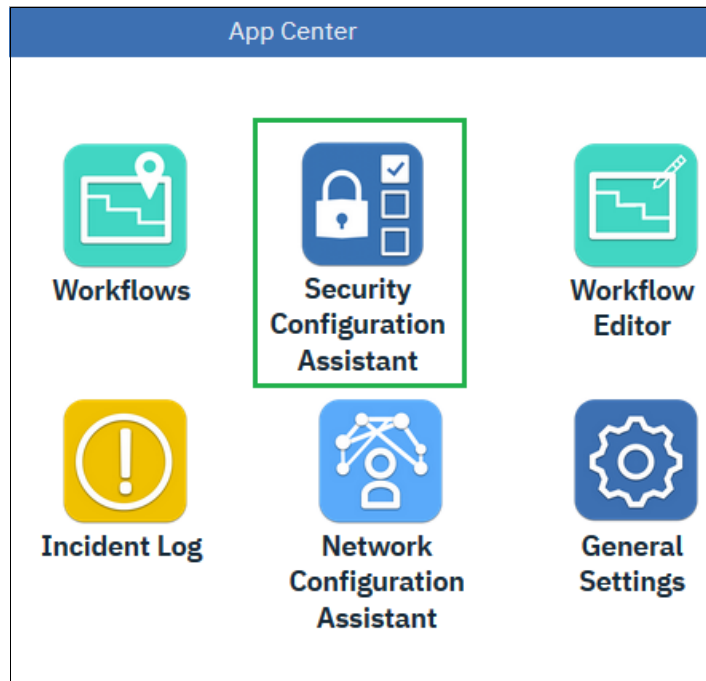 App Center
Workflows
Security
Configuration
Assistant
Workflow
Editor
Incident Log
Network
Configuration
Assistant
General
Settings